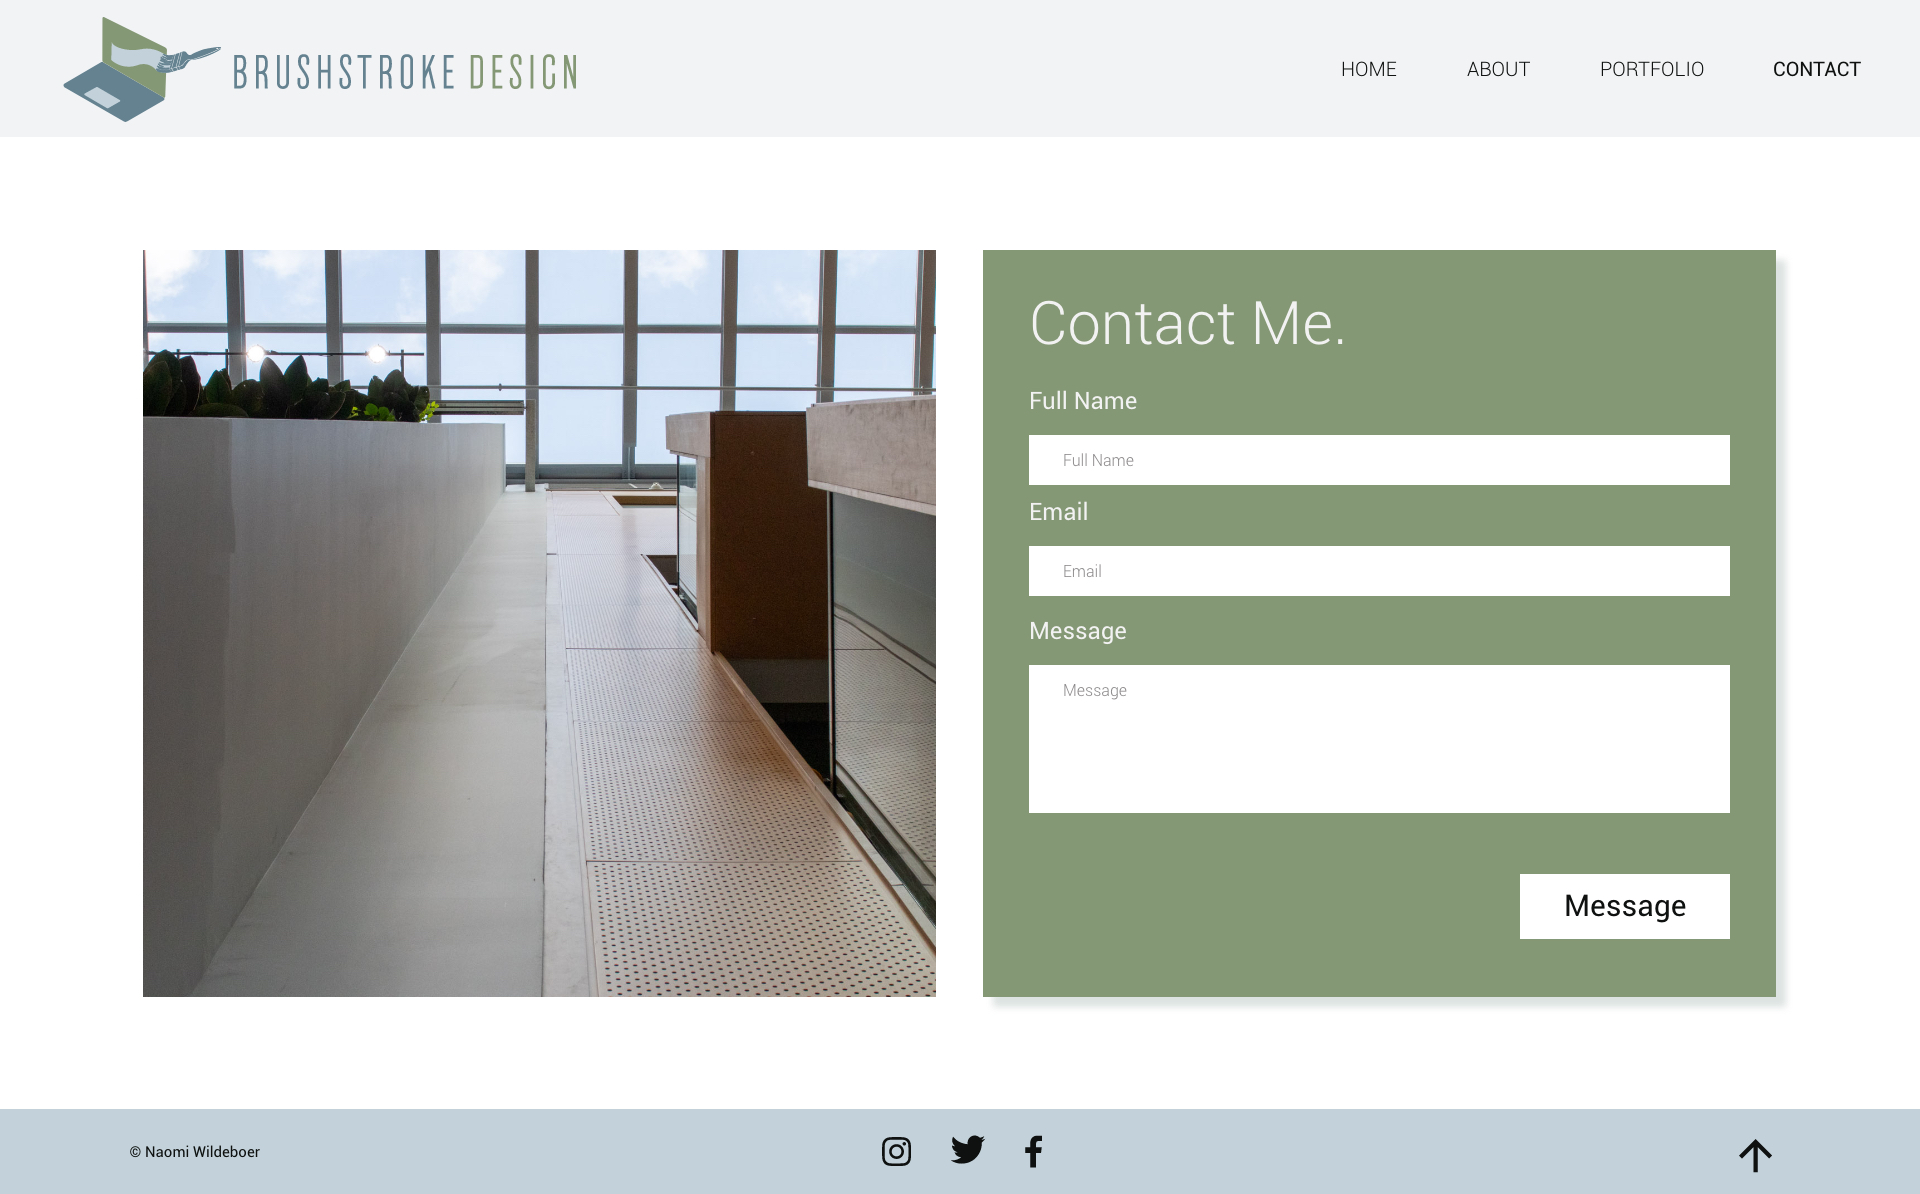 BRUSHSTROKE DESIGN
HOME ABOUT PORTFOLIO CONTACT
Contact Me.
Full Name
Full Name
Email
Email
Message
Message
Message
© Naomi Wildeboer